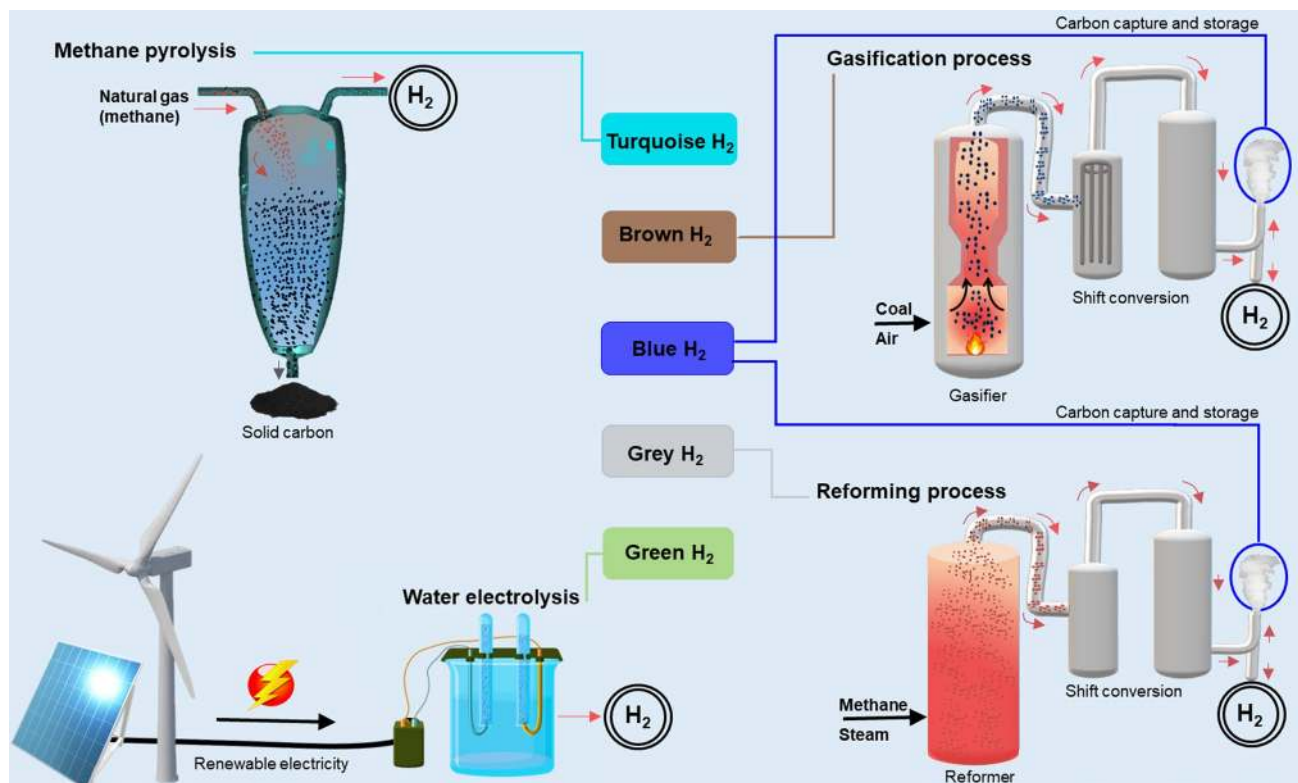 Carbon capture and storage
Methane pyrolysis
Gasification process
H₂
Natural gas
(methane)
Turquoise H₂
Brown H₂
Shift conversion
H₂
Coal
Air
Blue H₂
Gasifier
Solid carbon
Carbon capture and storage
Grey H₂
Reforming process
Green H₂
Water electrolysis
Shift conversion
H₂
H₂
Methane
Steam
Renewable electricity
Reformer